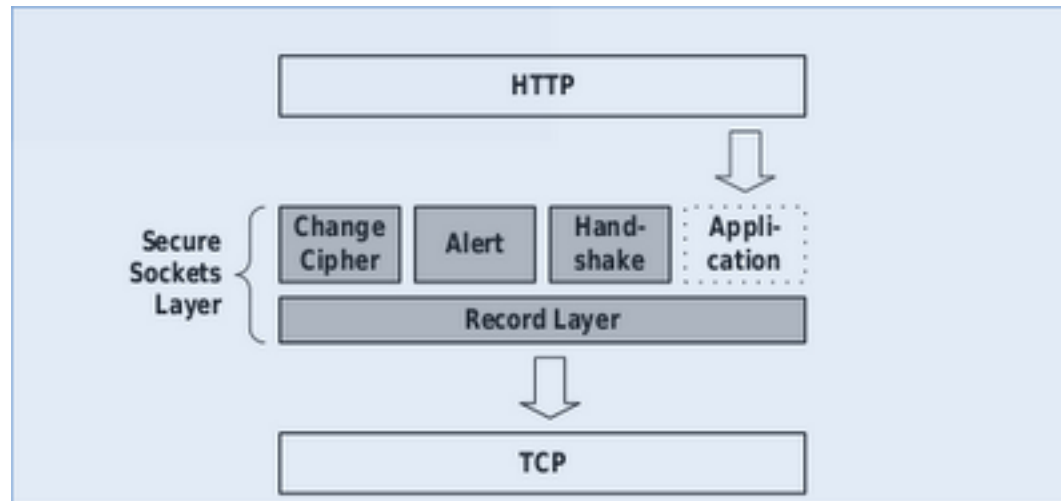 HTTP
Change
Cipher
Alert
Hand-
shake
Appli-
cation
Secure
Sockets
Layer
Record Layer
TCP